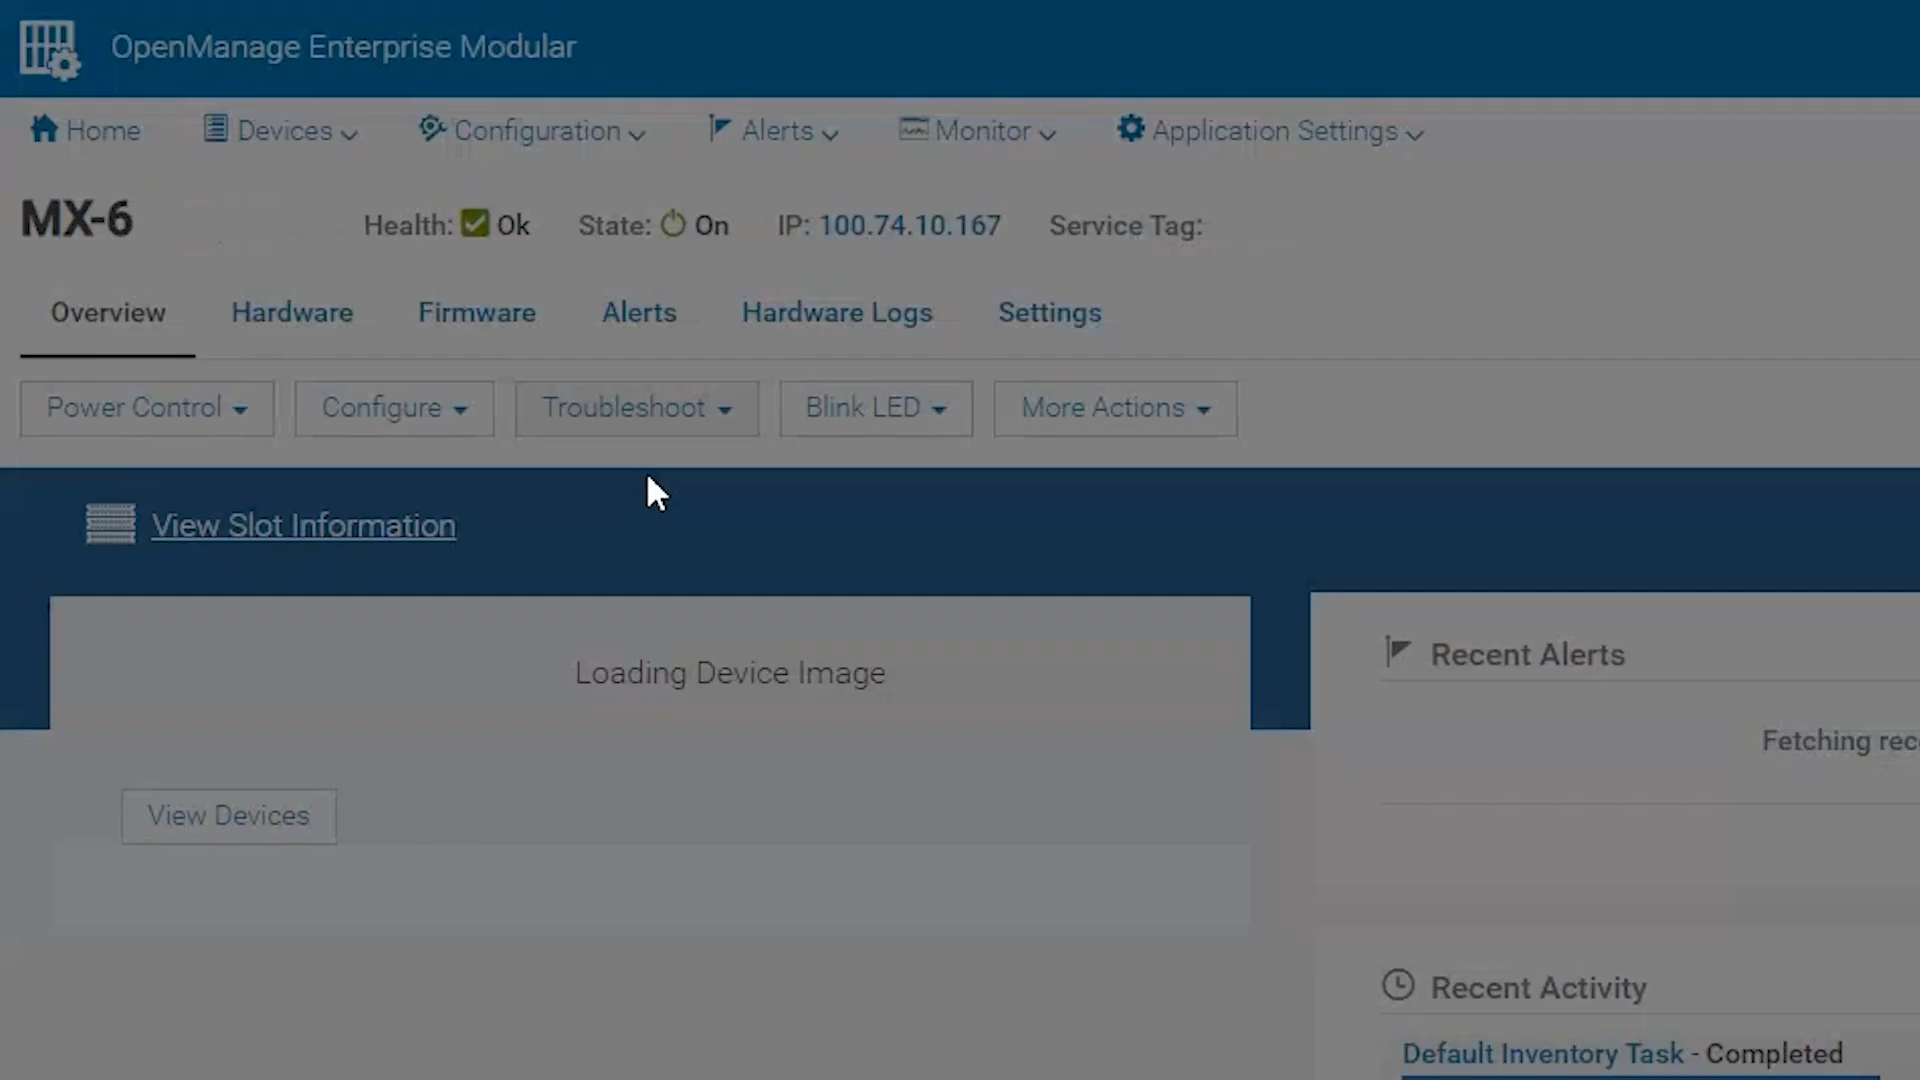 OpenManage Enterprise Modular
Home Devices Configuration Alerts Monitor Application Settings
MX-6 Health: Ok State: On IP: 100.74.10.167 Service Tag:
Overview Hardware Firmware Alerts Hardware Logs Settings
Power Control Configure Troubleshoot Blink LED More Actions
View Slot Information
Loading Device Image
View Devices
Recent Alerts
Fetching
Recent Activity
Default Inventory Task - Completed